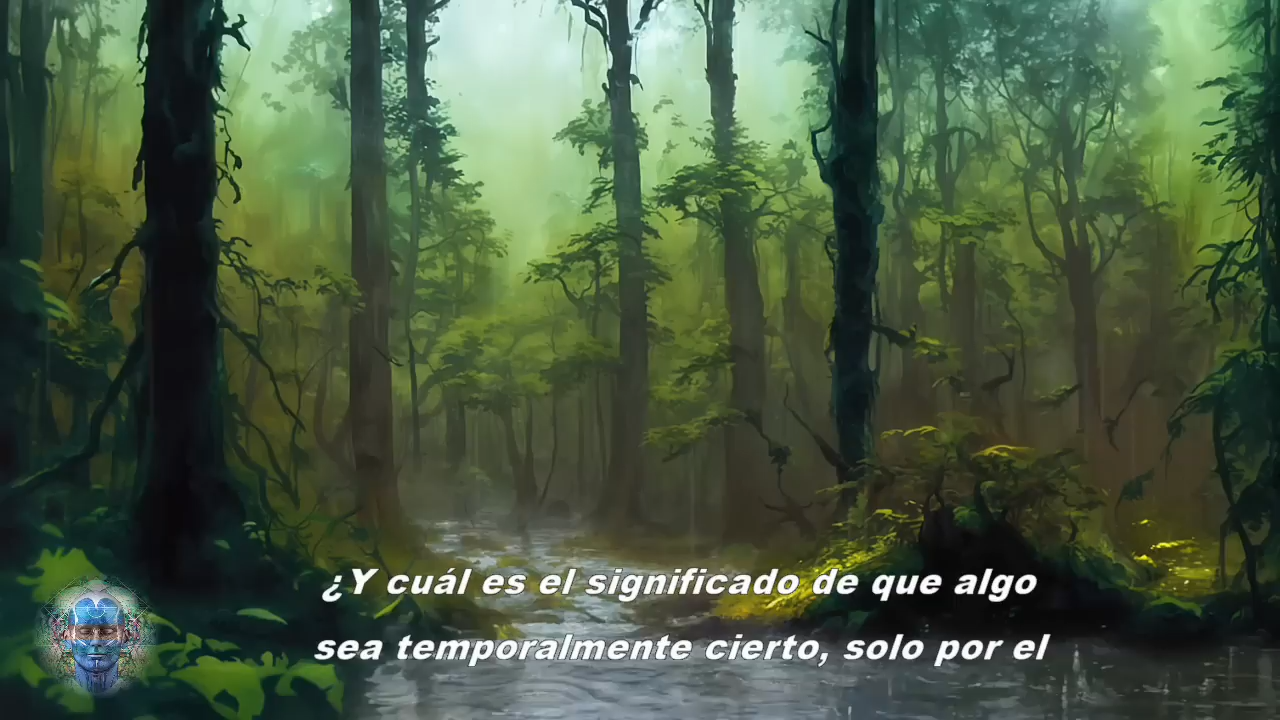 ¿Y cuál es el significado de que algo
sea temporalmente cierto, solo por el